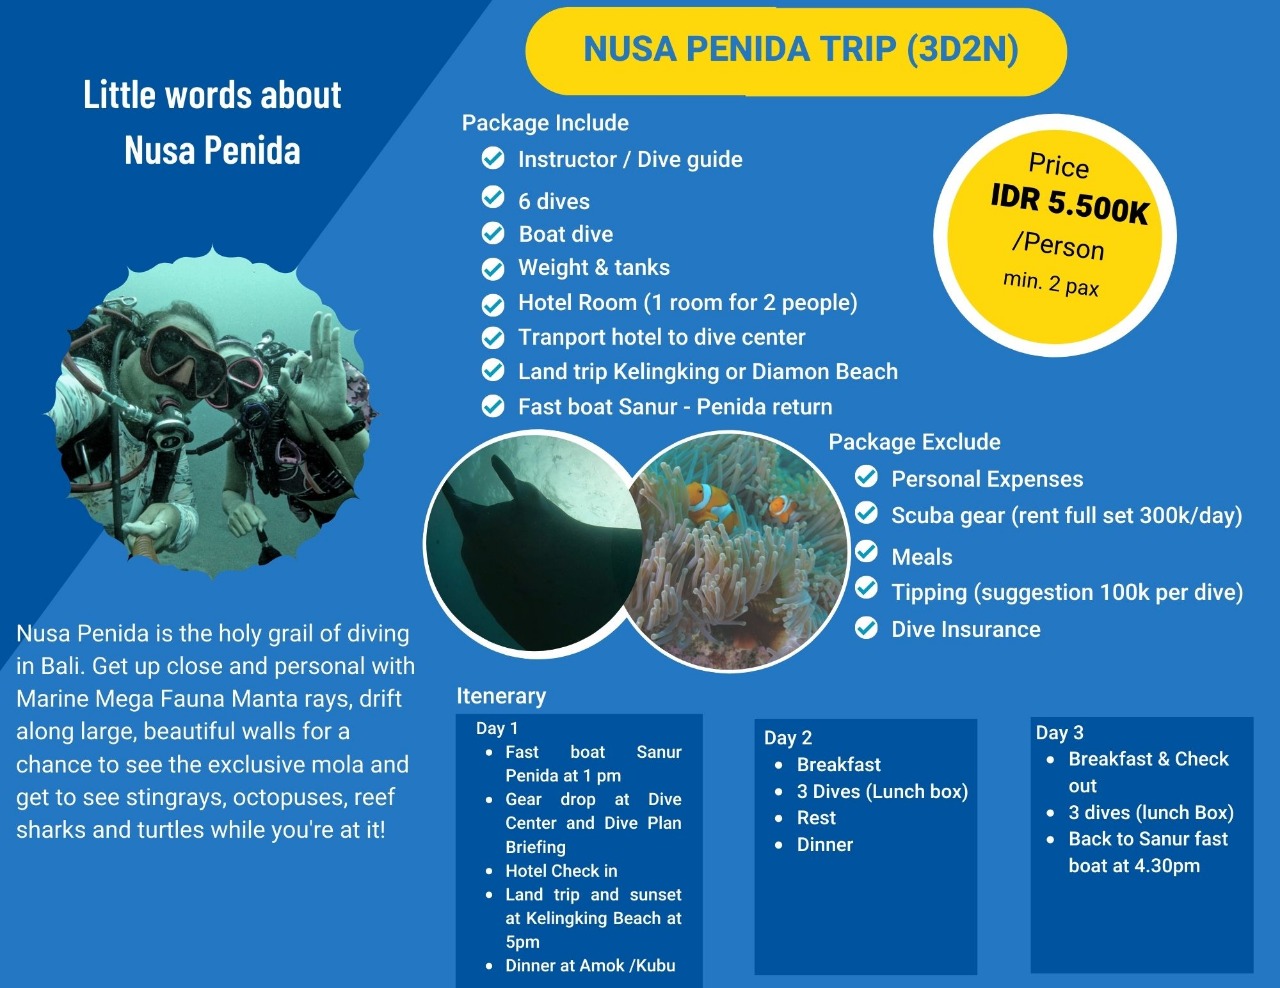 Little words about
Nusa Penida
Nusa Penida is the holy grail of diving
in Bali. Get up close and personal with
Marine Mega Fauna Manta rays, drift
along large, beautiful walls for a
chance to see the exclusive mola and
get to see stingrays, octopuses, reef
sharks and turtles while you're at it!
NUSA PENIDA TRIP (3D2N)
Package Include
Instructor / Dive guide
6 dives
Boat dive
Weight & tanks
Hotel Room (1 room for 2 people)
Tranport hotel to dive center
Land trip Kelingking or Diamon Beach
Fast boat Sanur - Penida return
Price
IDR 5.500K
/Person
min. 2 pax
Package Exclude
Personal Expenses
Scuba gear (rent full set 300k/day)
Meals
Tipping (suggestion 100k per dive)
Dive Insurance
Itenerary
Day 1
• Fast boat Sanur
Penida at 1 pm
• Gear drop at Dive
Center and Dive Plan
Briefing
• Hotel Check in
• Land trip and sunset
at Kelingking Beach at
5pm
• Dinner at Amok /Kubu
Day 2
• Breakfast
• 3 Dives (Lunch box)
• Rest
• Dinner
Day 3
• Breakfast & Check
out
• 3 dives (lunch Box)
• Back to Sanur fast
boat at 4.30pm